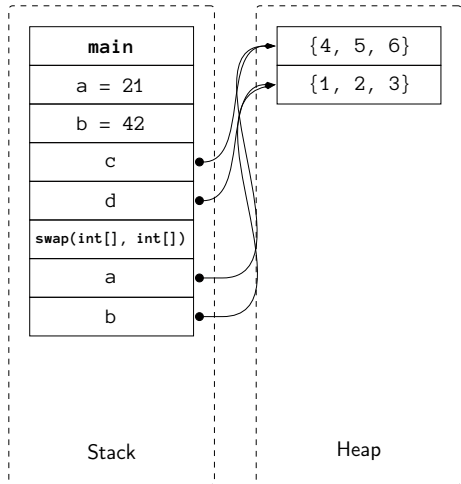 main
a = 21
b = 42
c
d
swap(int[], int[])
a
b
Stack
{4, 5, 6}
{1, 2, 3}
Heap